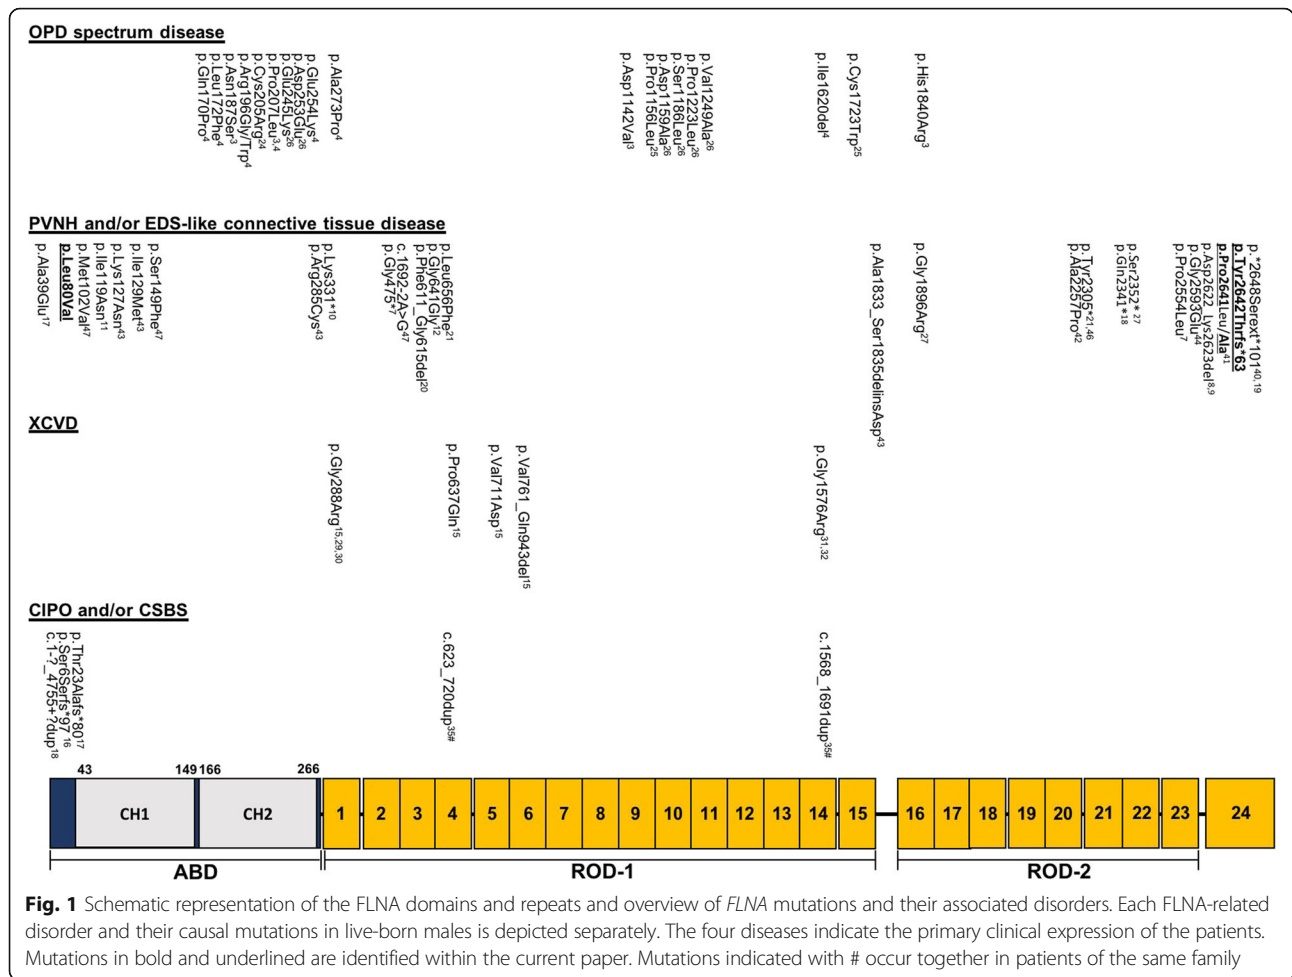 OPD spectrum disease
p.Gln170Pro4
p.Leu172Phe4
p.Asn187Ser3
p.Arg196Gly/Trp4
p.Cys205Arg24
p.Pro207Leu3,4
p.Glu245Lys26
p.Asp253Glu26
p.Glu254Lys4
p.Ala273Pro4
p.Asp1142Val3
p.Pro1156Leu25
p.Asp1159Ala26
p.Ser1186Leu26
p.Pro1223Leu26
p.Val1249Ala26
p.Ile1620del4
p.Cys1723Trp25
p.His1840Arg3
PVNH and/or EDS-like connective tissue disease
p.Ala39Glu17
p.Leu80Val
p.Met102Val47
p.Ile119Asn11
p.Lys127Asn43
p.Ile129Met43
p.Ser149Phe47
p.Arg285Cys43
p.Lys331*10
p.Gly475*7
c.1692-2A>G47
p.Phe611_Gly615del20
p.Gly641Gly12
p.Leu656Phe21
p.Ala1833_Ser1835delinsAsp43
p.Gly1896Arg27
p.Ala2257Pro42
p.Tyr2305*21,46
p.Gln2341*18
p.Ser2352*27
p.Pro2554Leu7
p.Gly2593Glu44
p.Asp2622_Lys2623del8,9
p.Pro2641Leu/Ala41
p.Tyr2642Thrfs*63
p.*2648Serext*10140,19
XCVD
p.Gly288Arg15,29,30
p.Pro637Gln15
p.Val711Asp15
p.Val761_Gln943del15
p.Gly1576Arg31,32
CIPO and/or CSBS
c.1-?_4755+?dup18
p.Ser6Serfs*97 16
p.Thr23Alafs*8017
c.623_720dup35#
c.1568_1691dup35#
43 149 166 266
CH1 CH2 1 2 3 4 5 6 7 8 9 10 11 12 13 14 15 16 17 18 19 20 21 22 23 24
ABD ROD-1 ROD-2
Fig. 1 Schematic representation of the FLNA domains and repeats and overview of FLNA mutations and their associated disorders. Each FLNA-related
disorder and their causal mutations in live-born males is depicted separately. The four diseases indicate the primary clinical expression of the patients.
Mutations in bold and underlined are identified within the current paper. Mutations indicated with # occur together in patients of the same family